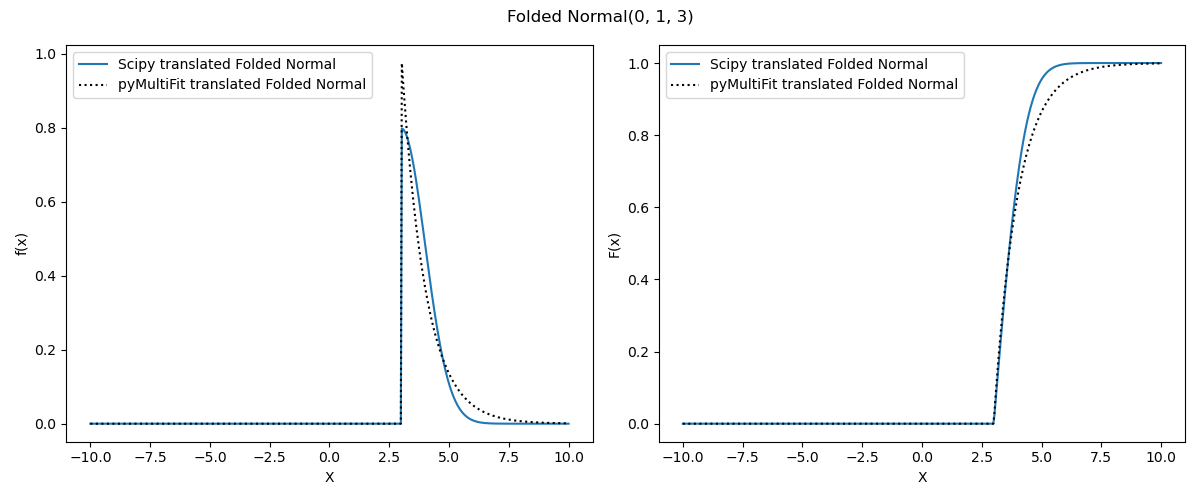 Folded Normal(0, 1, 3)
Scipy translated Folded Normal
pyMultiFit translated Folded Normal
1.0
0.8
0.6
0.4
0.2
0.0
f(x)
−10.0 −7.5 −5.0 −2.5 0.0 2.5 5.0 7.5 10.0
X
Scipy translated Folded Normal
pyMultiFit translated Folded Normal
1.0
0.8
0.6
0.4
0.2
0.0
F(x)
−10.0 −7.5 −5.0 −2.5 0.0 2.5 5.0 7.5 10.0
X